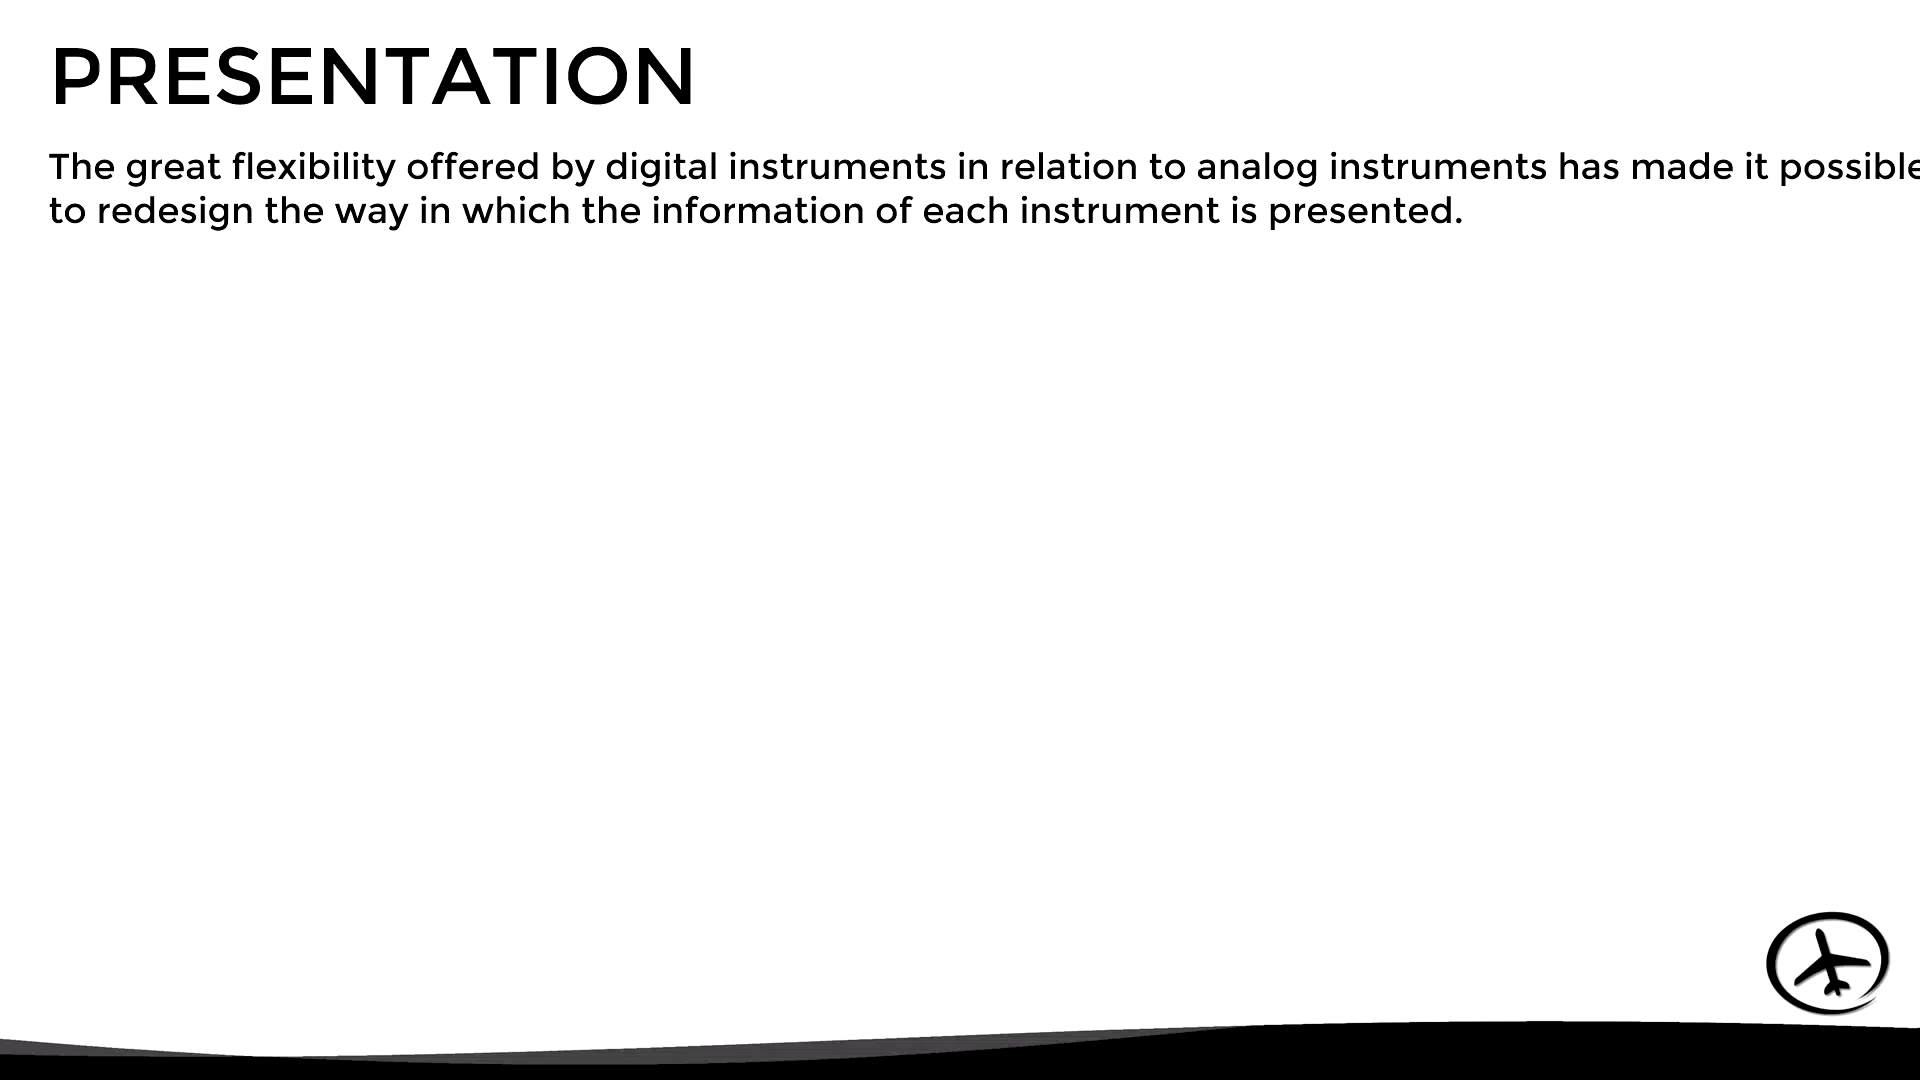 PRESENTATION
The great flexibility offered by digital instruments in relation to analog instruments has made it possible
to redesign the way in which the information of each instrument is presented.